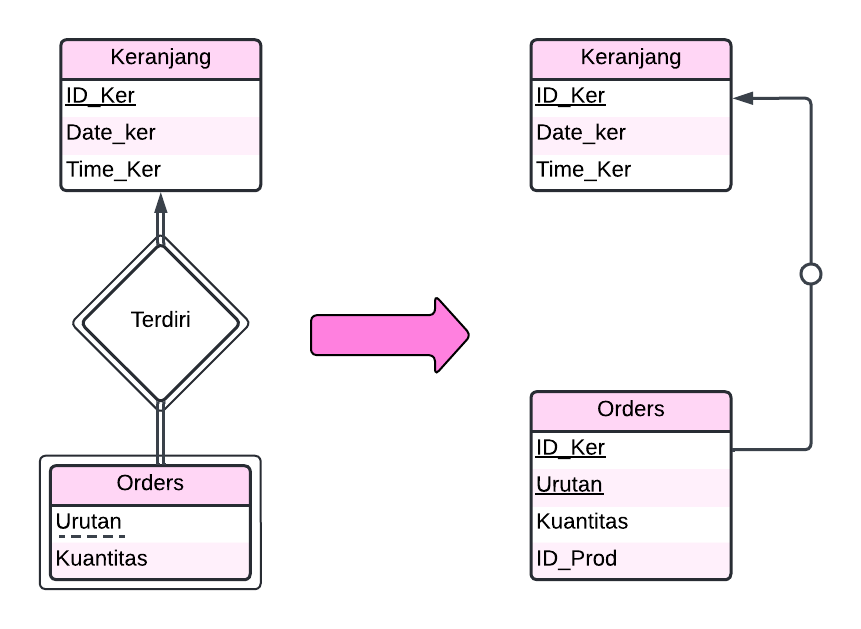 Keranjang
ID_Ker
Date_ker
Time_Ker
Terdiri
Orders
Urutan
Kuantitas
Keranjang
ID_Ker
Date_ker
Time_Ker
Orders
ID_Ker
Urutan
Kuantitas
ID_Prod